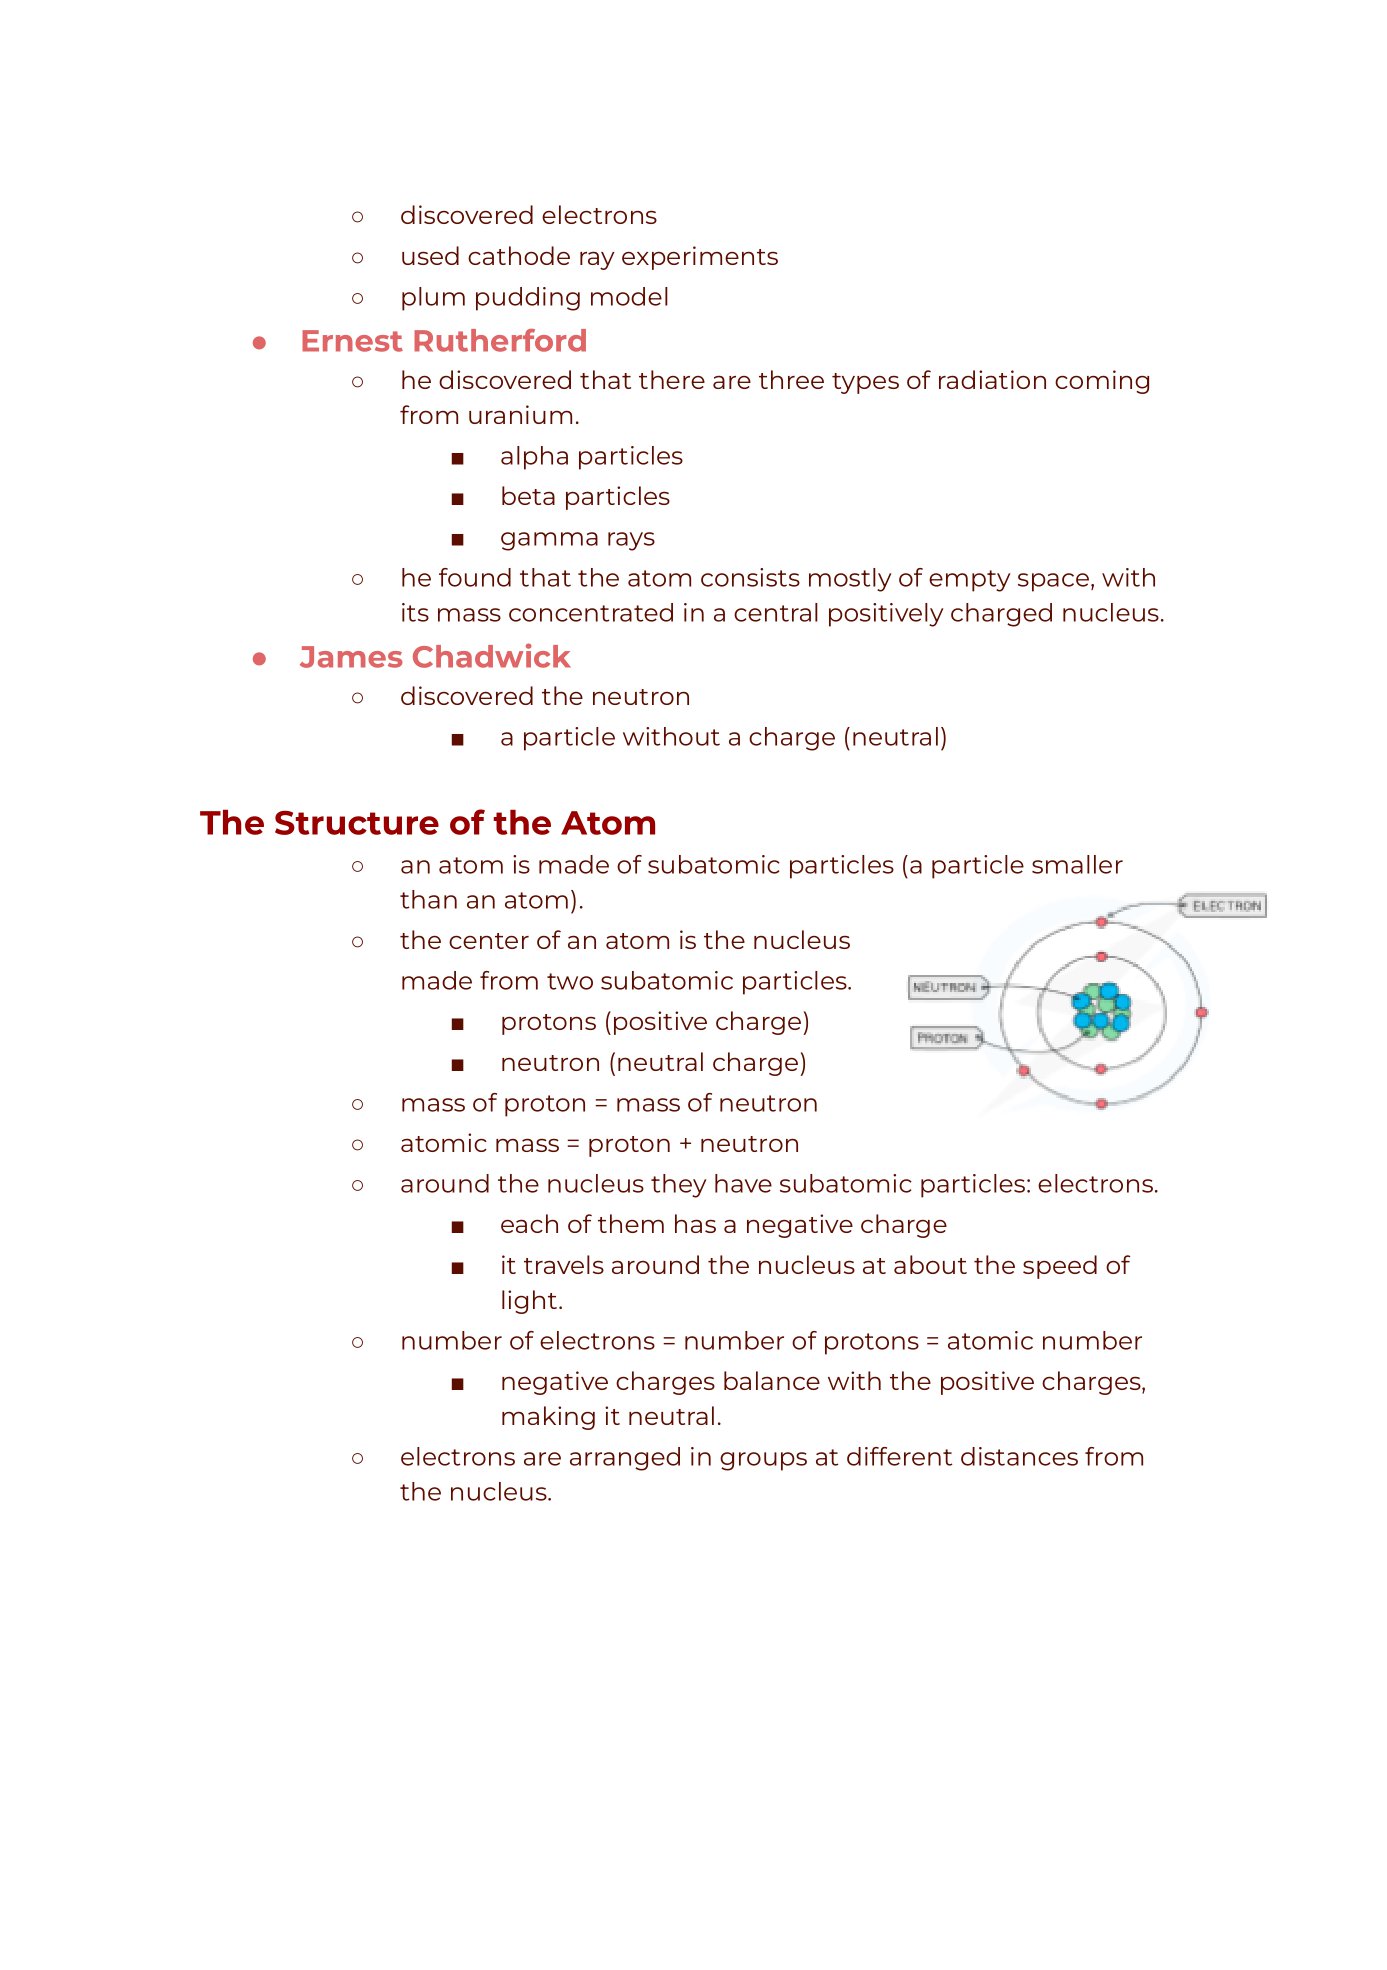 ○ discovered electrons
○ used cathode ray experiments
○ plum pudding model
● Ernest Rutherford
○ he discovered that there are three types of radiation coming
from uranium.
■ alpha particles
■ beta particles
■ gamma rays
○ he found that the atom consists mostly of empty space, with
its mass concentrated in a central positively charged nucleus.
● James Chadwick
○ discovered the neutron
■ a particle without a charge (neutral)
The Structure of the Atom
○ an atom is made of subatomic particles (a particle smaller
than an atom).
○ the center of an atom is the nucleus
made from two subatomic particles.
■ protons (positive charge)
■ neutron (neutral charge)
ELECTRON
NEUTRON
PROTON
○ mass of proton = mass of neutron
○ atomic mass = proton + neutron
○ around the nucleus they have subatomic particles: electrons.
■ each of them has a negative charge
■ it travels around the nucleus at about the speed of
light.
○ number of electrons = number of protons = atomic number
■ negative charges balance with the positive charges,
making it neutral.
○ electrons are arranged in groups at different distances from
the nucleus.